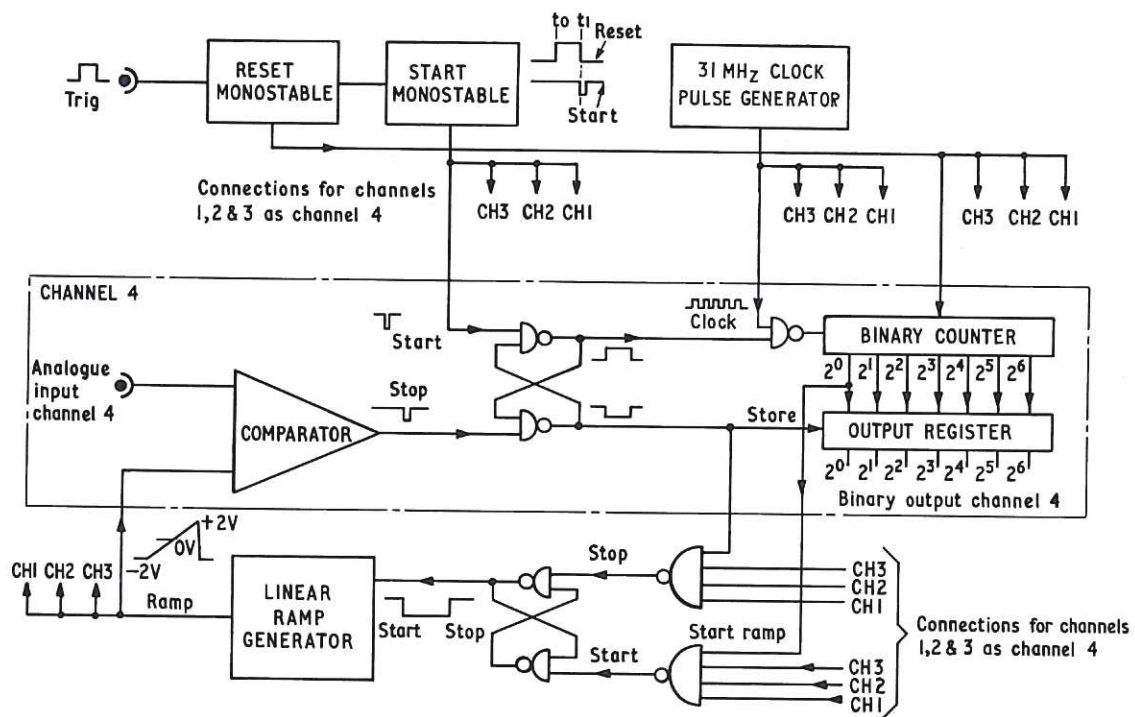 to t1
Reset
Trig
RESET
MONOSTABLE
START
MONOSTABLE
Start
31 MHz CLOCK
PULSE GENERATOR
Connections for channels
1, 2 & 3 as channel 4
CH3 CH2 CH1
CH3 CH2 CH1
CH3 CH2 CH1
CHANNEL 4
Start
Clock
BINARY COUNTER
2⁰ 2¹ 2² 2³ 2⁴ 2⁵ 2⁶
Analogue
input
channel 4
COMPARATOR
Stop
Store
OUTPUT REGISTER
2⁰ 2¹ 2² 2³ 2⁴ 2⁵ 2⁶
Binary output channel 4
+2V
0V
-2V
CH1 CH2 CH3
Ramp
LINEAR
RAMP
GENERATOR
Start Stop
Stop
CH3
CH2
CH1
Start ramp
Start
CH3
CH2
CH1
Connections for channels
1, 2 & 3 as channel 4